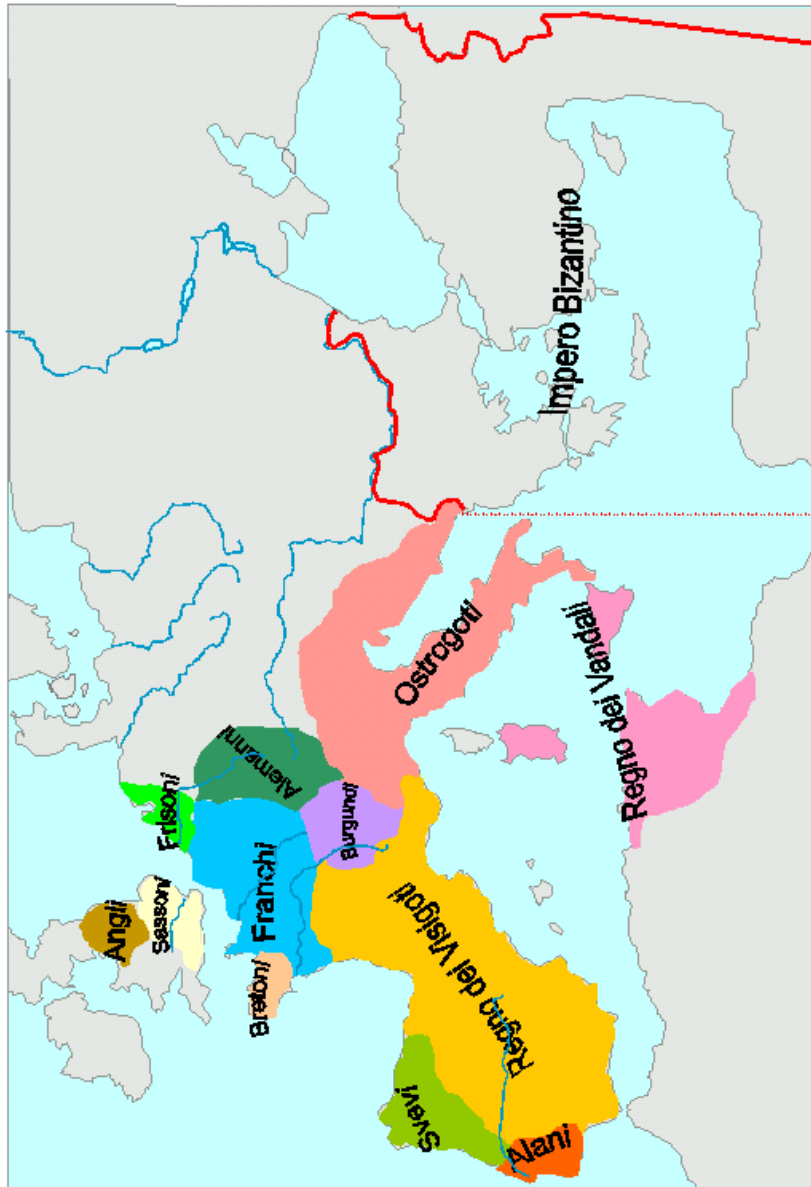 Angli
Sassoni
Frisoni
Bretoni
Franchi
Alemanni
Burgundi
Ostrogoti
Svevi
Alani
Regno dei Visigoti
Regno dei Vandali
Impero Bizantino